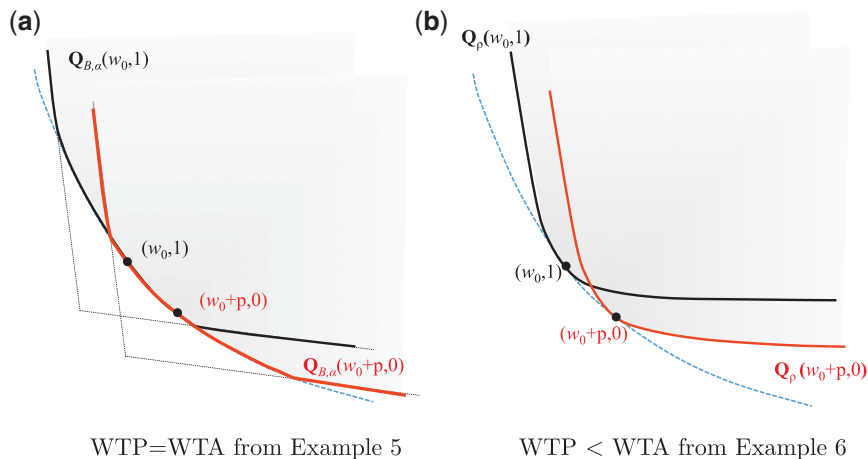 (a)
Q_{B,α}(w_0,1)
(w_0,1)
(w_0+p,0)
Q_{B,α}(w_0+p,0)
WTP=WTA from Example 5
(b)
Q_ρ(w_0,1)
(w_0,1)
(w_0+p,0)
Q_ρ(w_0+p,0)
WTP < WTA from Example 6